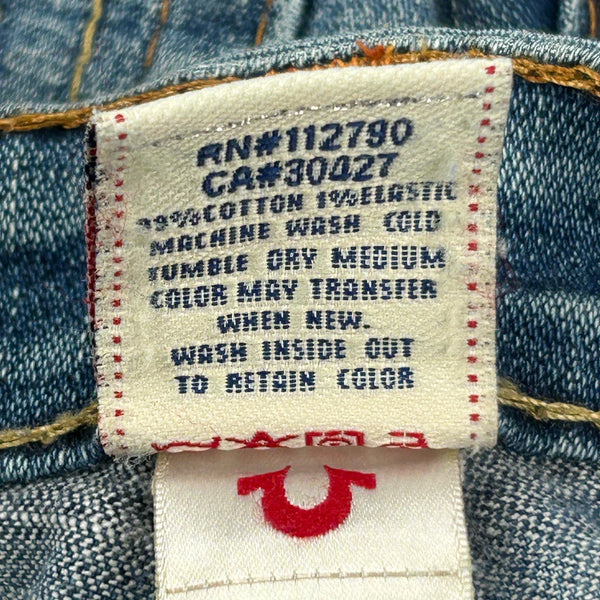 RN#112790
CA#30427
99%COTTON 1%ELASTIC
MACHINE WASH COLD
TUMBLE DRY MEDIUM
COLOR MAY TRANSFER
WHEN NEW.
WASH INSIDE OUT
TO RETAIN COLOR